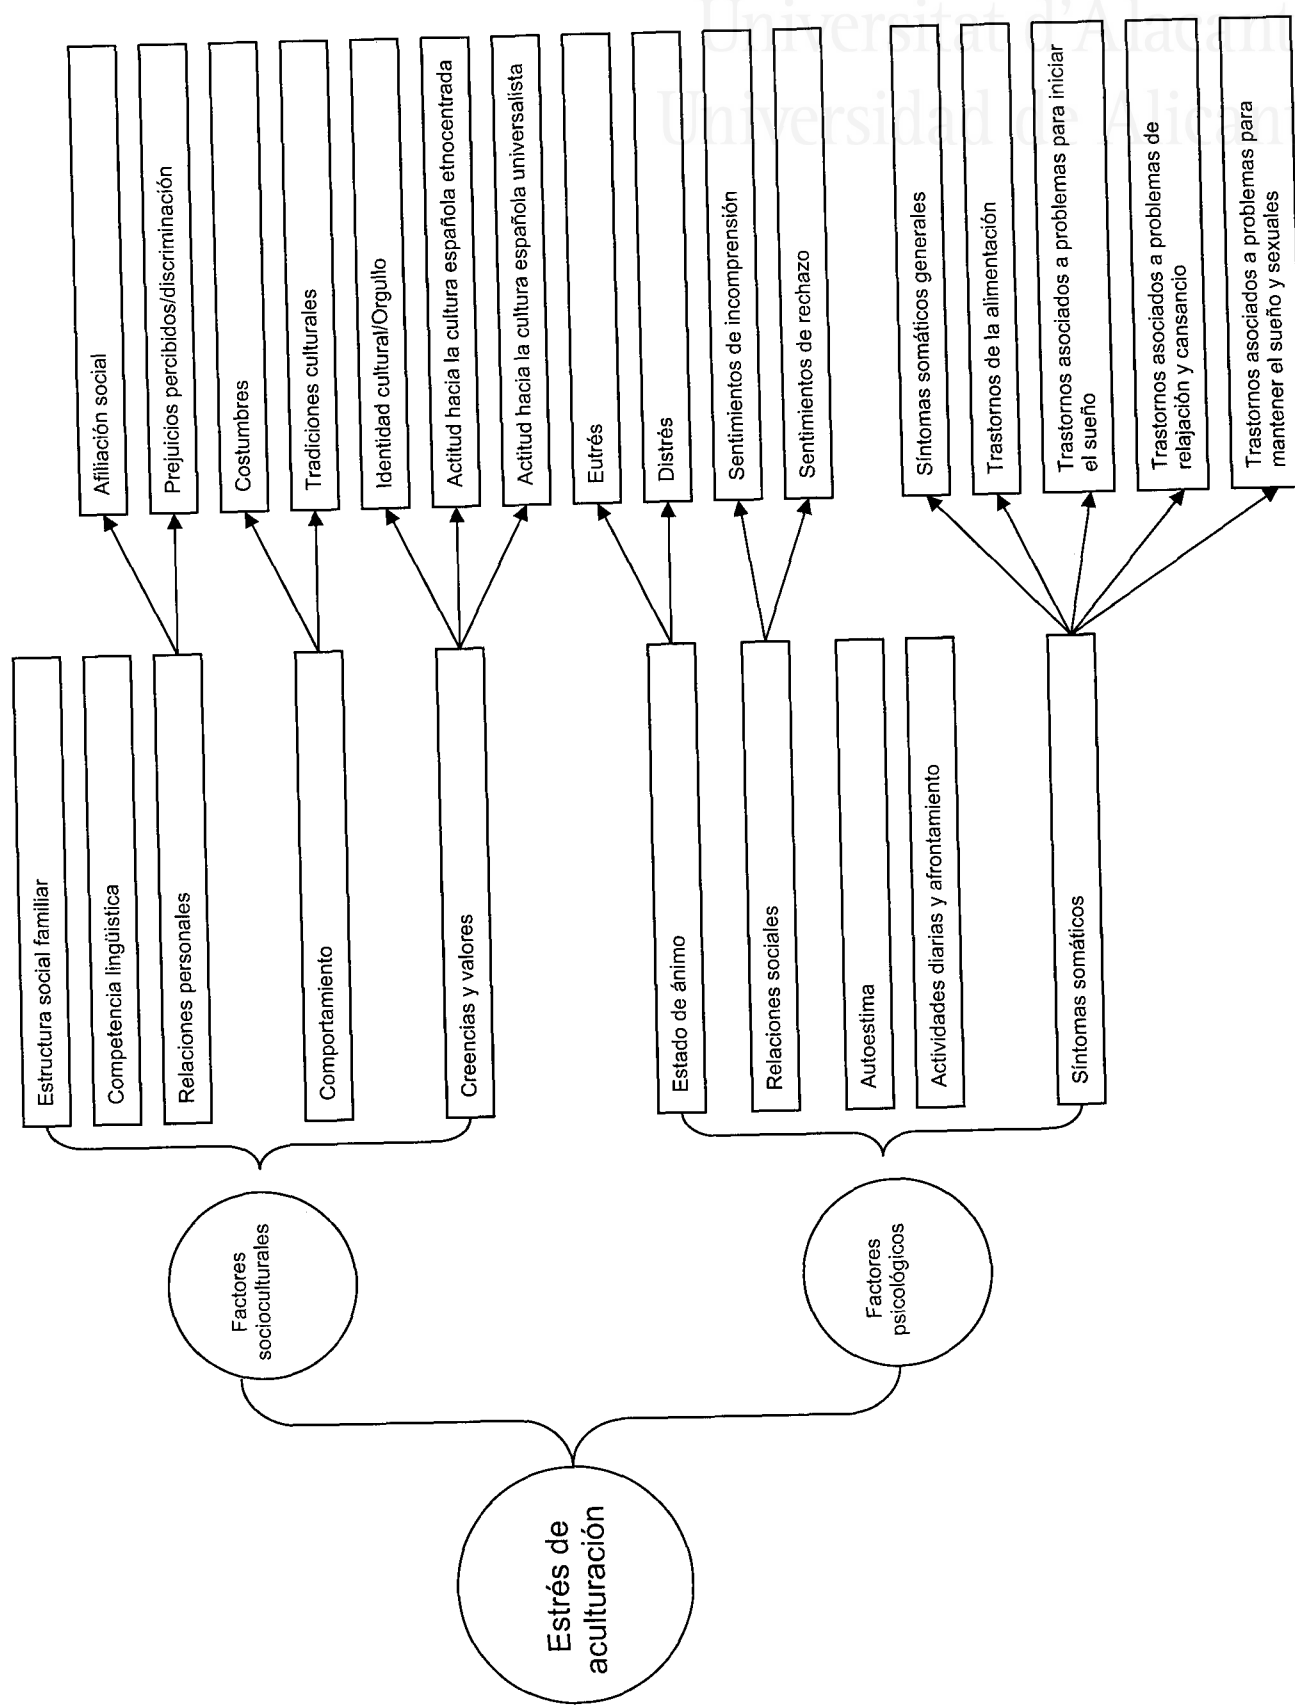 Universitat d'Alacant
Universidad de Alican
Estrés de
aculturación
Factores
socioculturales
Estructura social familiar
Competencia lingüistica
Relaciones personales
Afiliación social
Prejuicios percibidos/discriminación
Comportamiento
Costumbres
Tradiciones culturales
Creencias y valores
Identidad cultural/Orgullo
Actitud hacia la cultura española etnocentrada
Actitud hacia la cultura española universalista
Factores
psicológicos
Estado de ánimo
Eutrés
Distrés
Relaciones sociales
Sentimientos de incomprensión
Sentimientos de rechazo
Autoestima
Actividades diarias y afrontamiento
Síntomas somáticos
Síntomas somáticos generales
Trastornos de la alimentación
Trastornos asociados a problemas para iniciar
el sueño
Trastornos asociados a problemas de
relajación y cansancio
Trastornos asociados a problemas para
mantener el sueño y sexuales